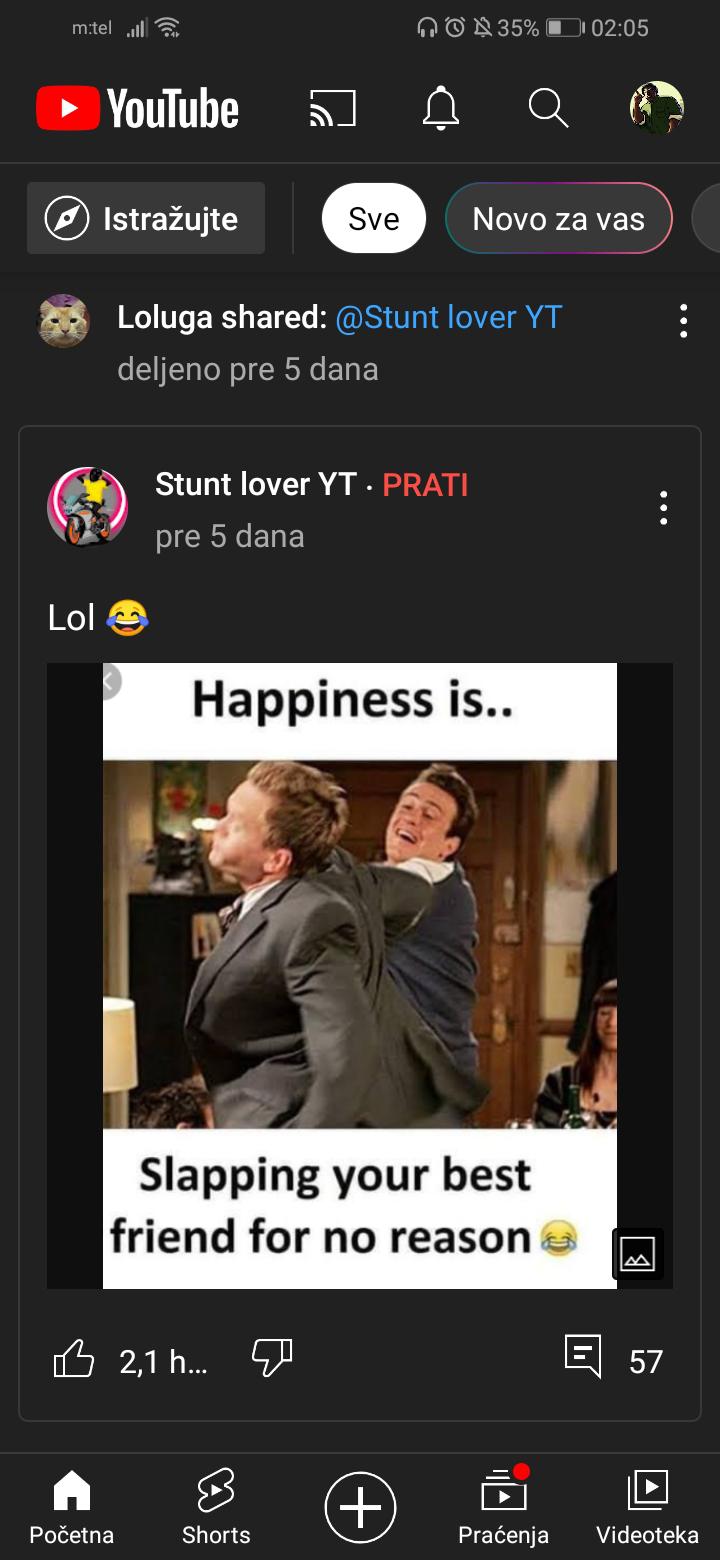 m:tel 35% 02:05
YouTube
Istražujte Sve Novo za vas
Loluga shared: @Stunt lover YT
deljeno pre 5 dana
Stunt lover YT · PRATI
pre 5 dana
Lol 😂
Happiness is..
Slapping your best
friend for no reason😂
2,1 h... 57
Početna Shorts Praćenja Videoteka